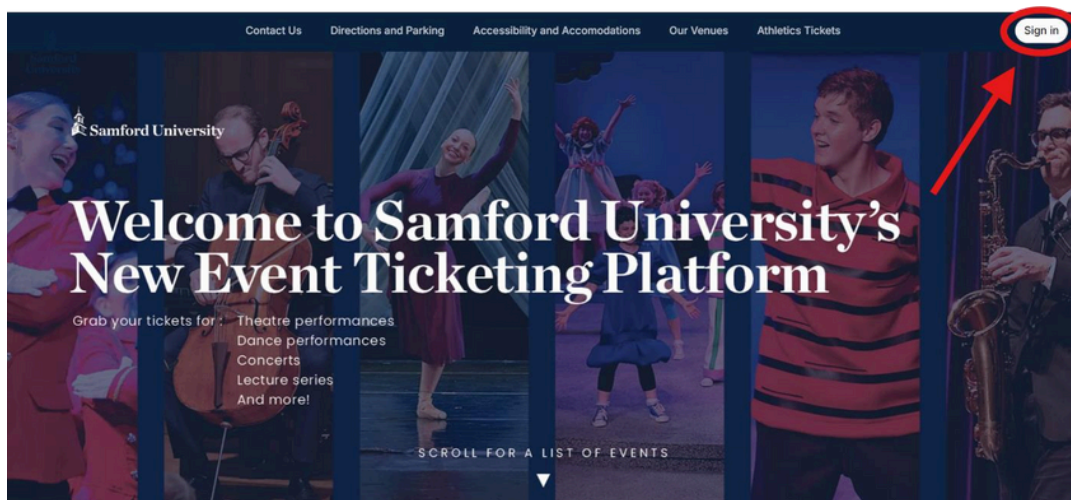 Contact Us
Directions and Parking
Accessibility and Accomodations
Our Venues
Athletics Tickets
Sign in
Samford University
Welcome to Samford University's
New Event Ticketing Platform
Grab your tickets for : Theatre performances
Dance performances
Concerts
Lecture series
And more!
SCROLL FOR A LIST OF EVENTS